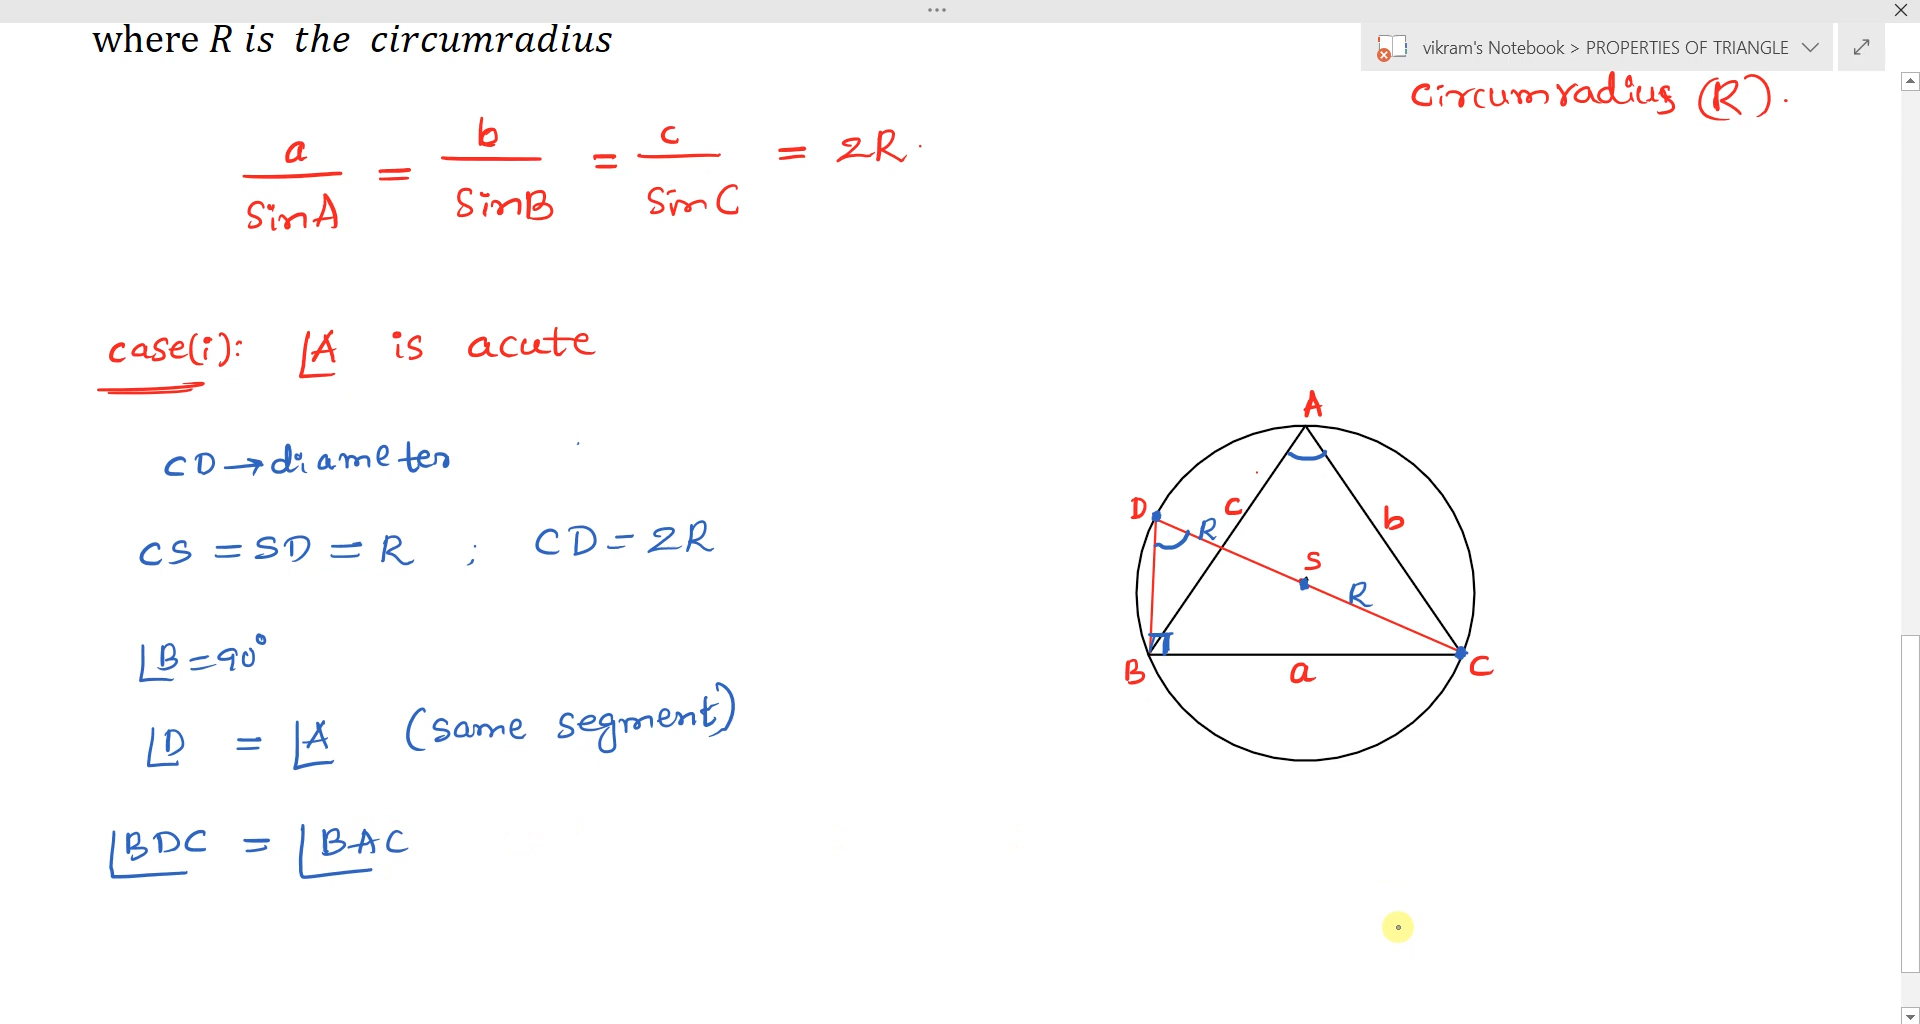 where R is the circumradius
vikram's Notebook > PROPERTIES OF TRIANGLE
circumradius (R).
a/sinA = b/sinB = c/sinC = 2R.
case(i): ∠A is acute
CD → diameter
CS = SD = R ; CD = 2R
∠B = 90°
∠D = ∠A (same segment)
∠BDC = ∠BAC
A
D
c
R
b
S
R
B
a
C